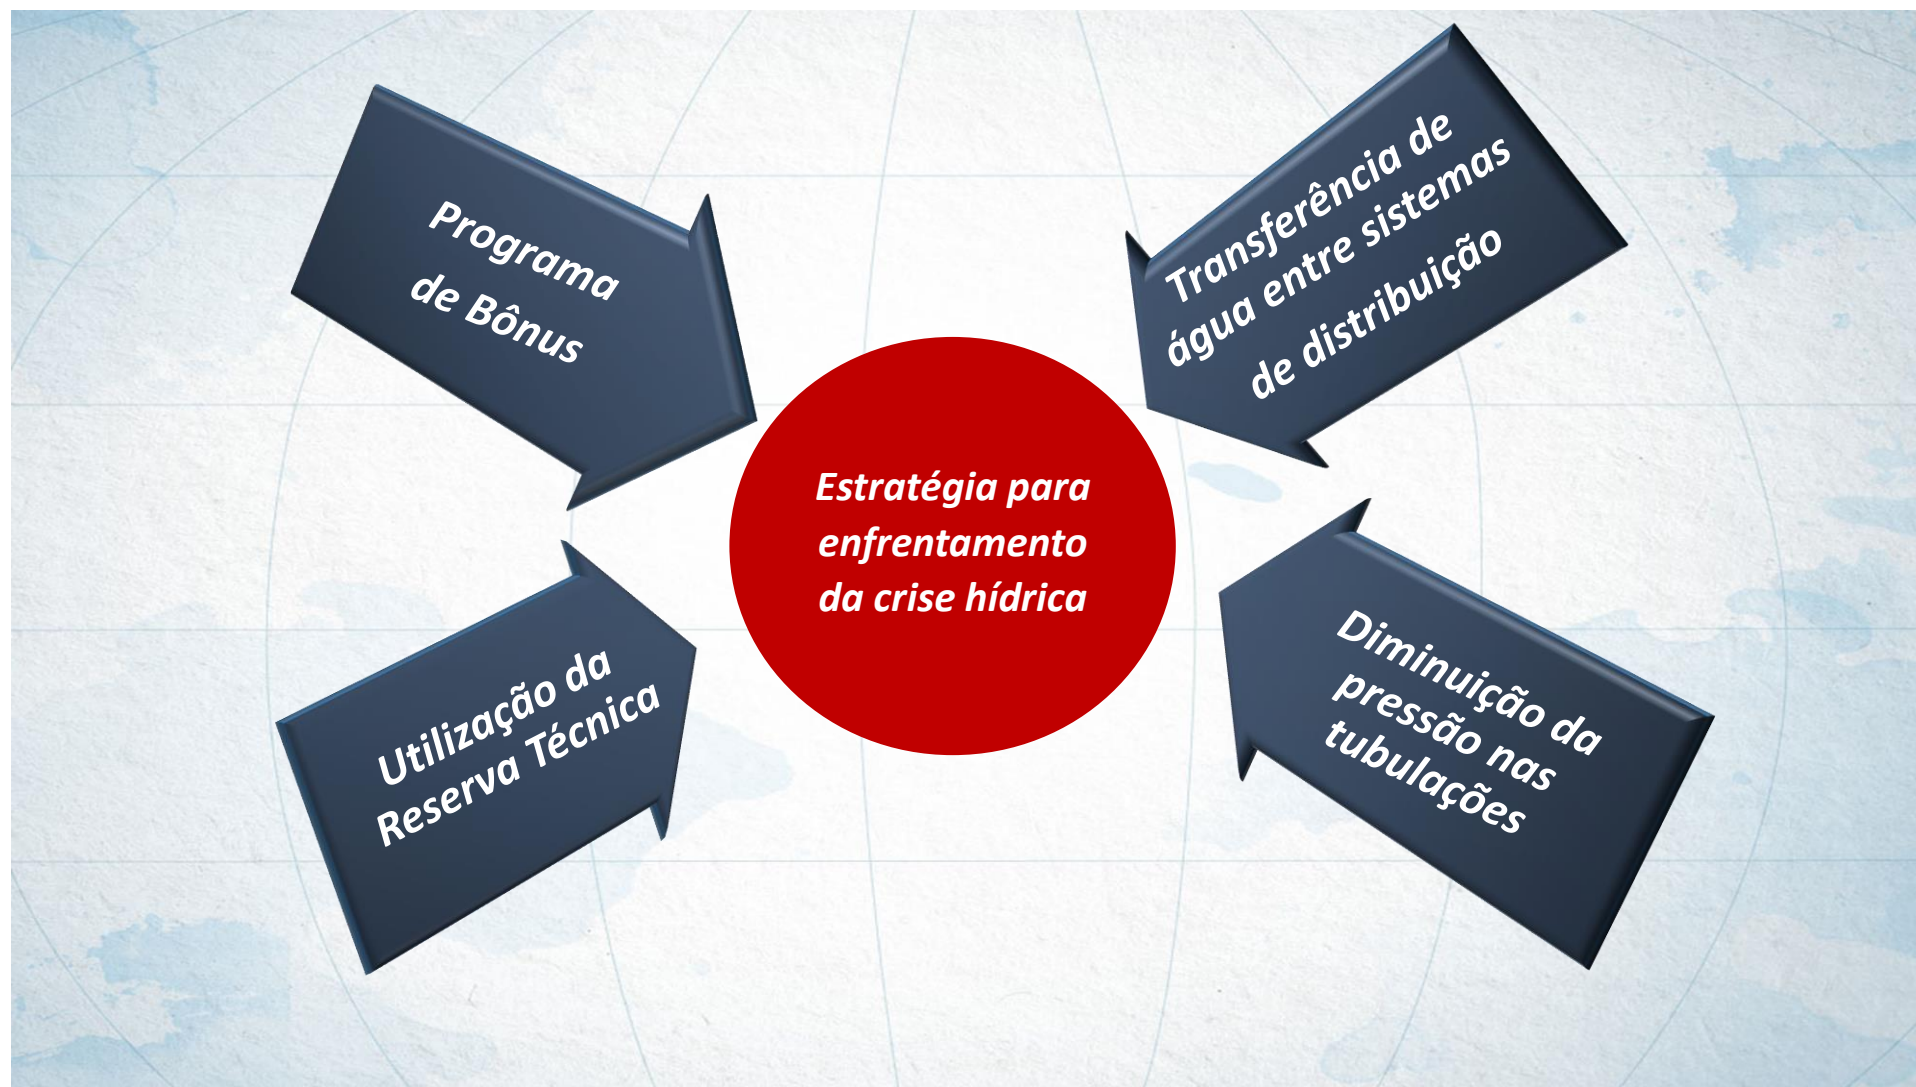 Programa
de Bônus
Transferência de
água entre sistemas
de distribuição
Estratégia para
enfrentamento
da crise hídrica
Utilização da
Reserva Técnica
Diminuição da
pressão nas
tubulações